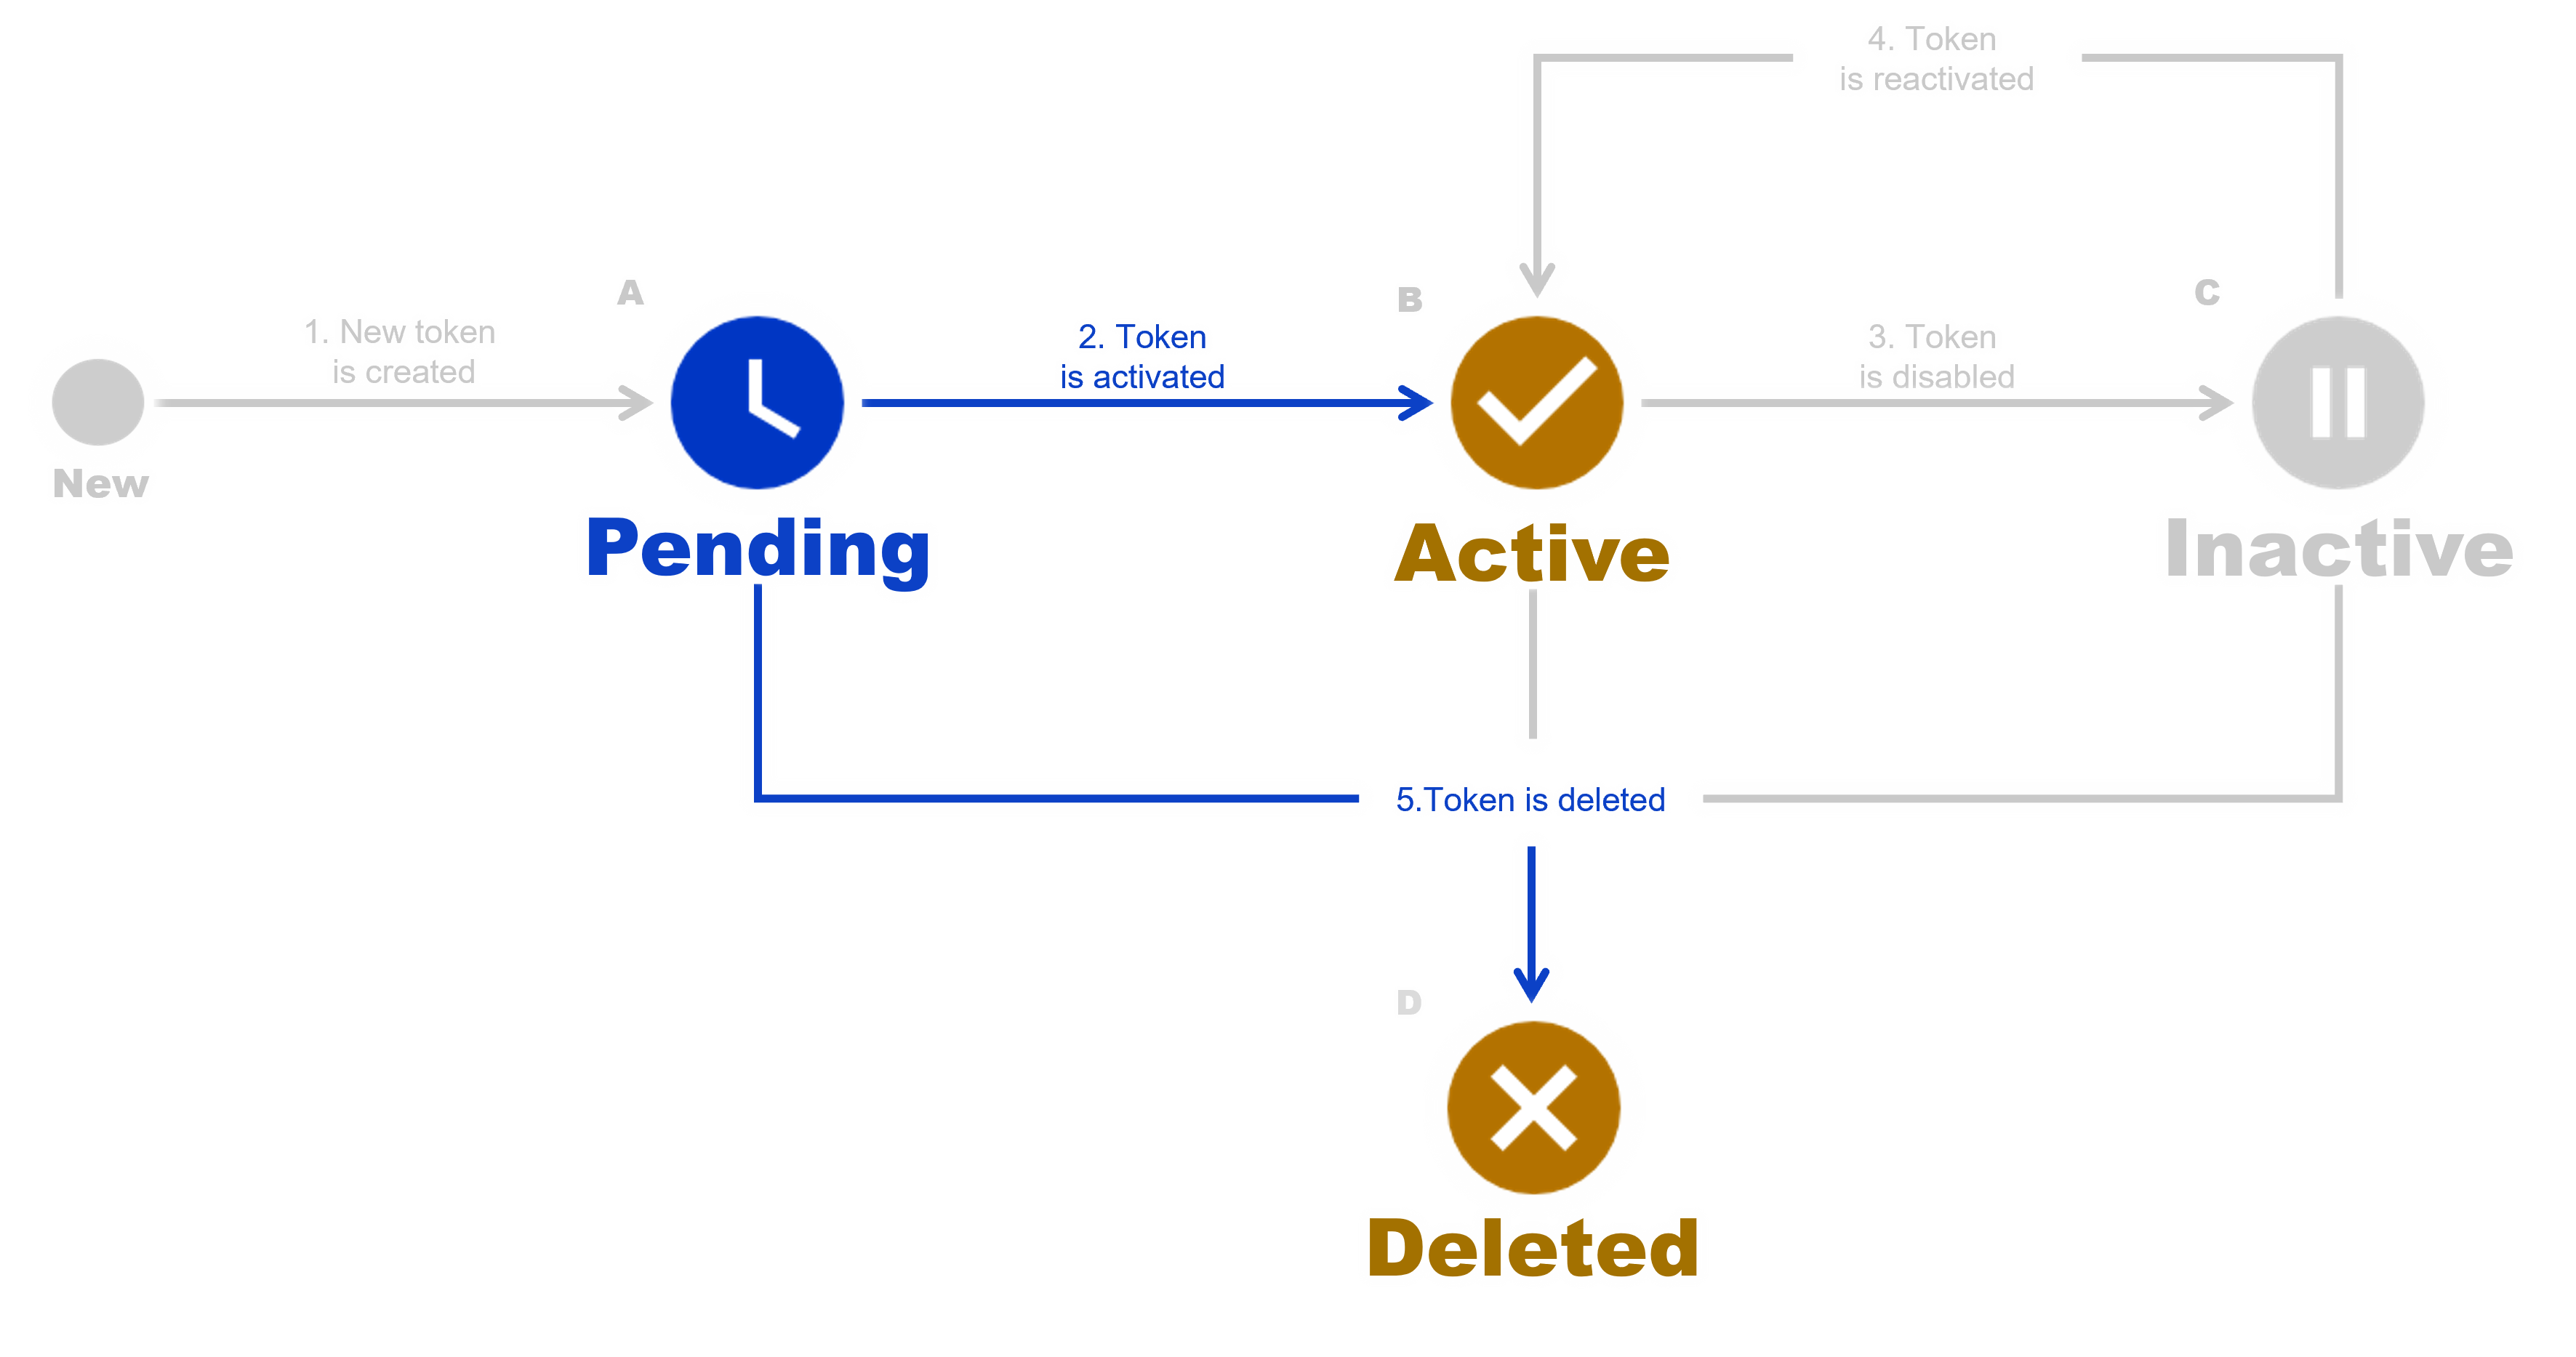 4. Token
is reactivated
A
B
C
1. New token
is created
2. Token
is activated
3. Token
is disabled
New
Pending
Active
Inactive
5.Token is deleted
D
Deleted